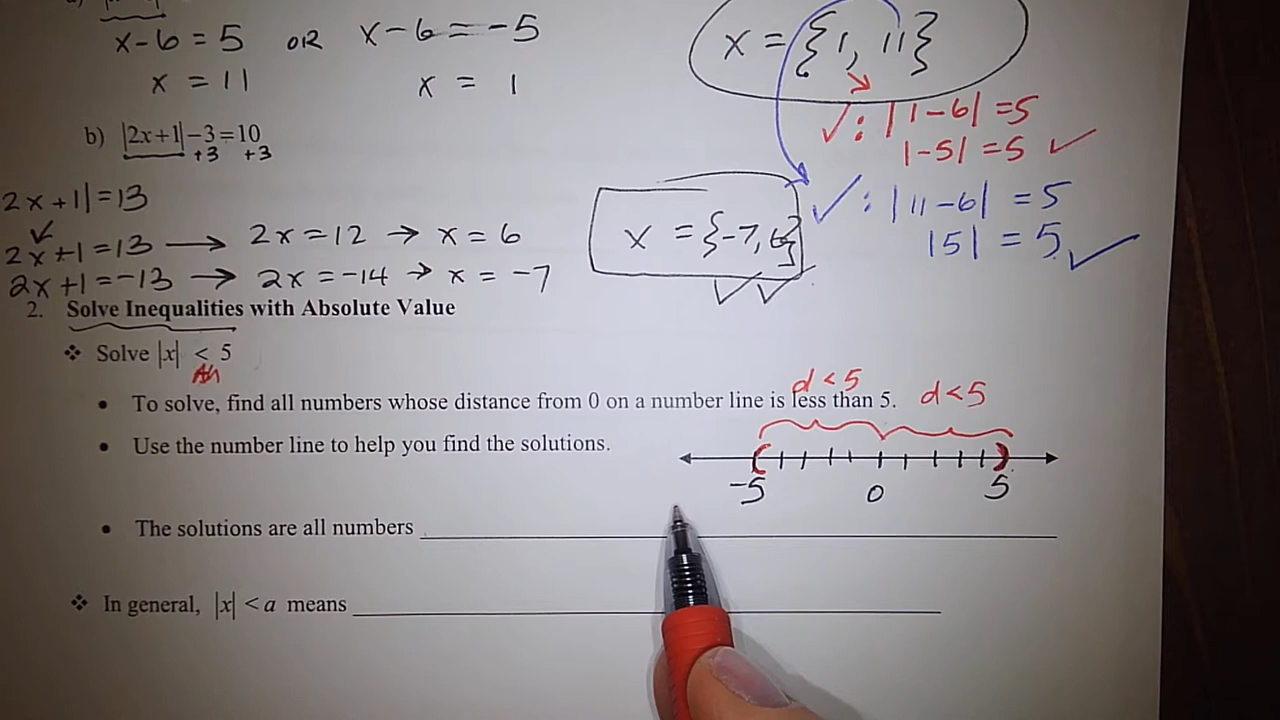 x-6 = 5 OR x-6 = -5
x = 11 x = 1
x = {1, 11}
✓: |1-6| = 5
|-5| = 5 ✓
b) |2x+1| -3=10
+3 +3
2x+1|=13
2x+1=13 → 2x=12 → x=6
2x+1=-13 → 2x=-14 → x=-7
x = {-7, 6}
✓ ✓
✓: |11-6| = 5
|5| = 5 ✓
2. Solve Inequalities with Absolute Value
❖ Solve |x| < 5
d<5
• To solve, find all numbers whose distance from 0 on a number line is less than 5. d<5
• Use the number line to help you find the solutions.
-5 0 5
• The solutions are all numbers
❖ In general, |x| < a means